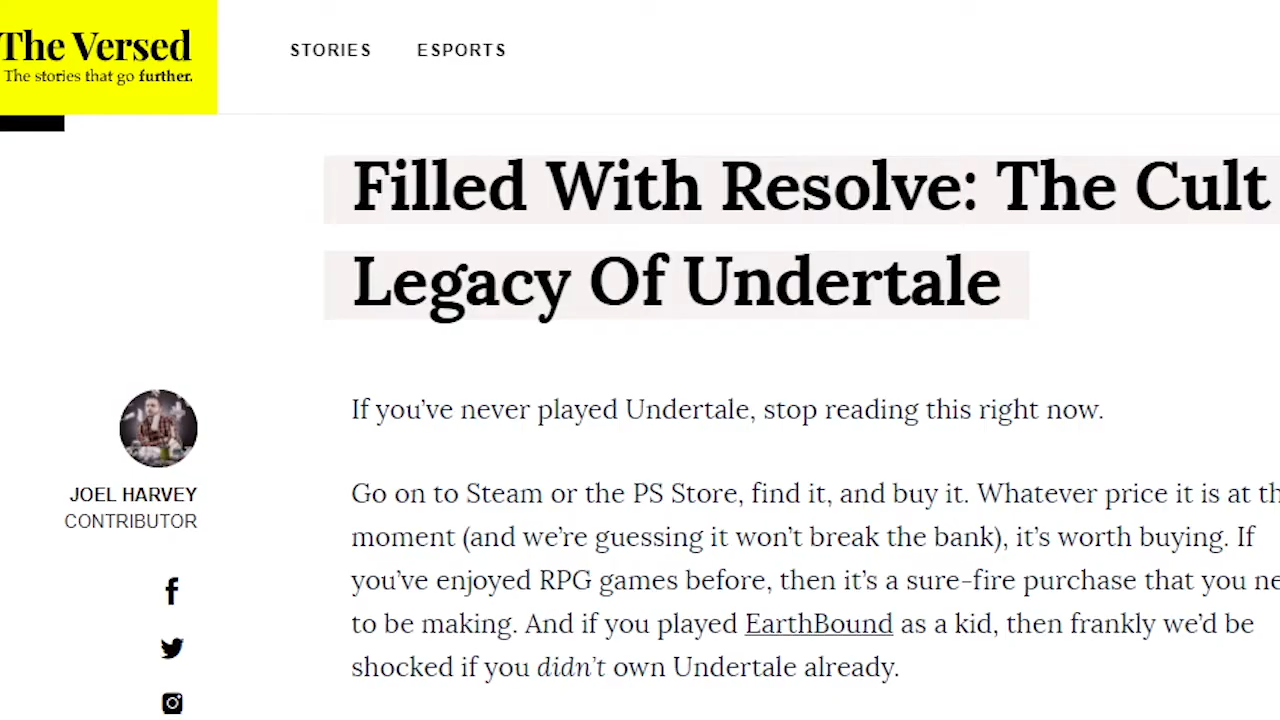 The Versed
The stories that go further.
STORIES
ESPORTS
Filled With Resolve: The Cult
Legacy Of Undertale
JOEL HARVEY
CONTRIBUTOR
If you've never played Undertale, stop reading this right now.
Go on to Steam or the PS Store, find it, and buy it. Whatever price it is at
moment (and we're guessing it won't break the bank), it's worth buying. If
you've enjoyed RPG games before, then it's a sure-fire purchase that you
to be making. And if you played EarthBound as a kid, then frankly we'd be
shocked if you didn't own Undertale already.